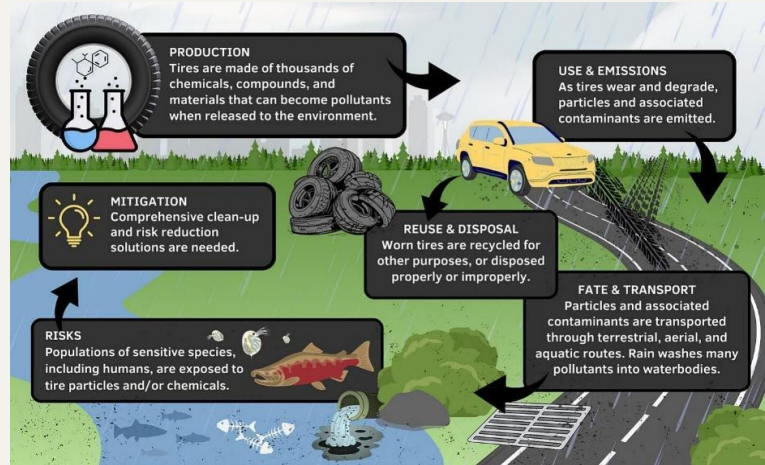 PRODUCTION
Tires are made of thousands of
chemicals, compounds, and
materials that can become pollutants
when released to the environment.
USE & EMISSIONS
As tires wear and degrade,
particles and associated
contaminants are emitted.
REUSE & DISPOSAL
Worn tires are recycled for
other purposes, or disposed
properly or improperly.
FATE & TRANSPORT
Particles and associated
contaminants are transported
through terrestrial, aerial, and
aquatic routes. Rain washes many
pollutants into waterbodies.
RISKS
Populations of sensitive species,
including humans, are exposed to
tire particles and/or chemicals.
MITIGATION
Comprehensive clean-up
and risk reduction
solutions are needed.